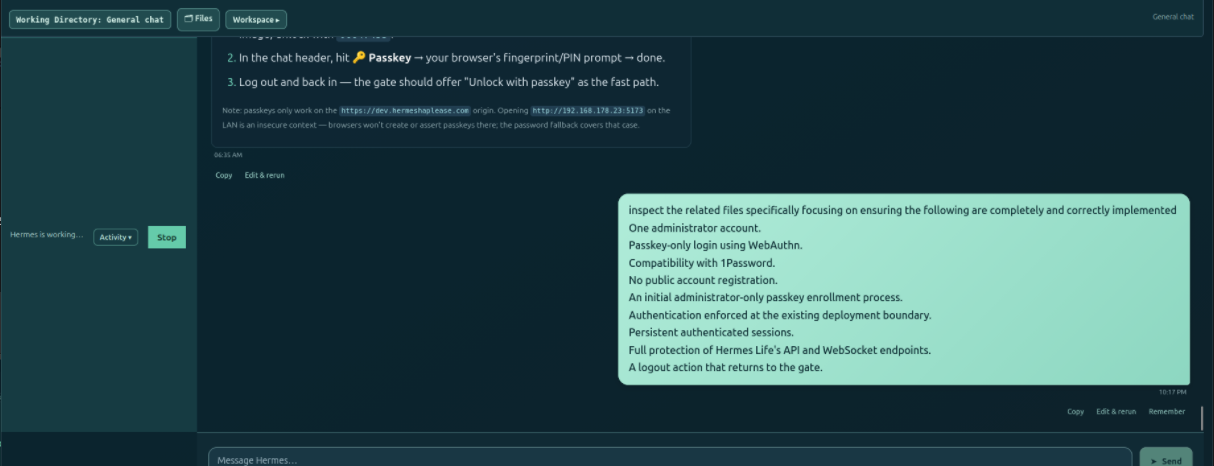 Working Directory: General chat
Files
Workspace ▸
General chat
2. In the chat header, hit 🔑 Passkey → your browser's fingerprint/PIN prompt → done.
3. Log out and back in — the gate should offer "Unlock with passkey" as the fast path.
Note: passkeys only work on the https://dev.hermeshaplease.com origin. Opening http://192.168.178.23:5173 on the
LAN is an insecure context — browsers won't create or assert passkeys there; the password fallback covers that case.
06:35 AM
Copy Edit & rerun
inspect the related files specifically focusing on ensuring the following are completely and correctly implemented
One administrator account.
Passkey-only login using WebAuthn.
Compatibility with 1Password.
No public account registration.
An initial administrator-only passkey enrollment process.
Authentication enforced at the existing deployment boundary.
Persistent authenticated sessions.
Full protection of Hermes Life's API and WebSocket endpoints.
A logout action that returns to the gate.
10:17 PM
Copy Edit & rerun Remember
Hermes is working...
Activity ▾
Stop
Message Hermes...
➤ Send